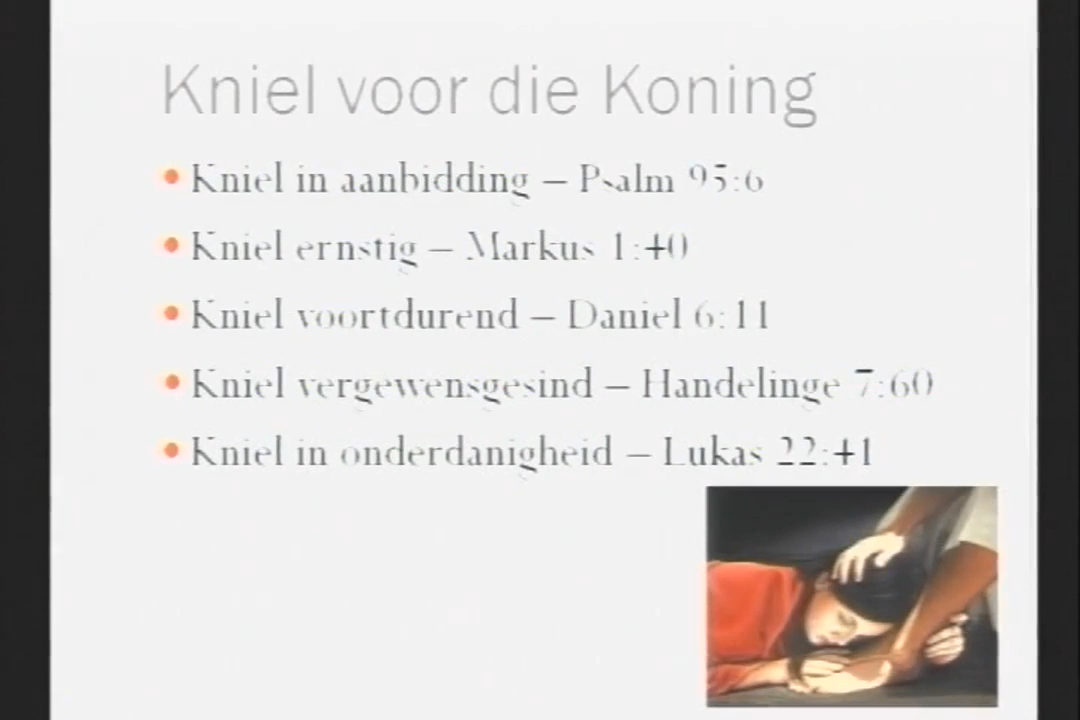 Kniel voor die Koning
• Kniel in aanbidding – Psalm 95:6
• Kniel ernstig – Markus 1:40
• Kniel voortdurend – Daniel 6:11
• Kniel vergewensgesind – Handelinge 7:60
• Kniel in onderdanigheid – Lukas 22:41